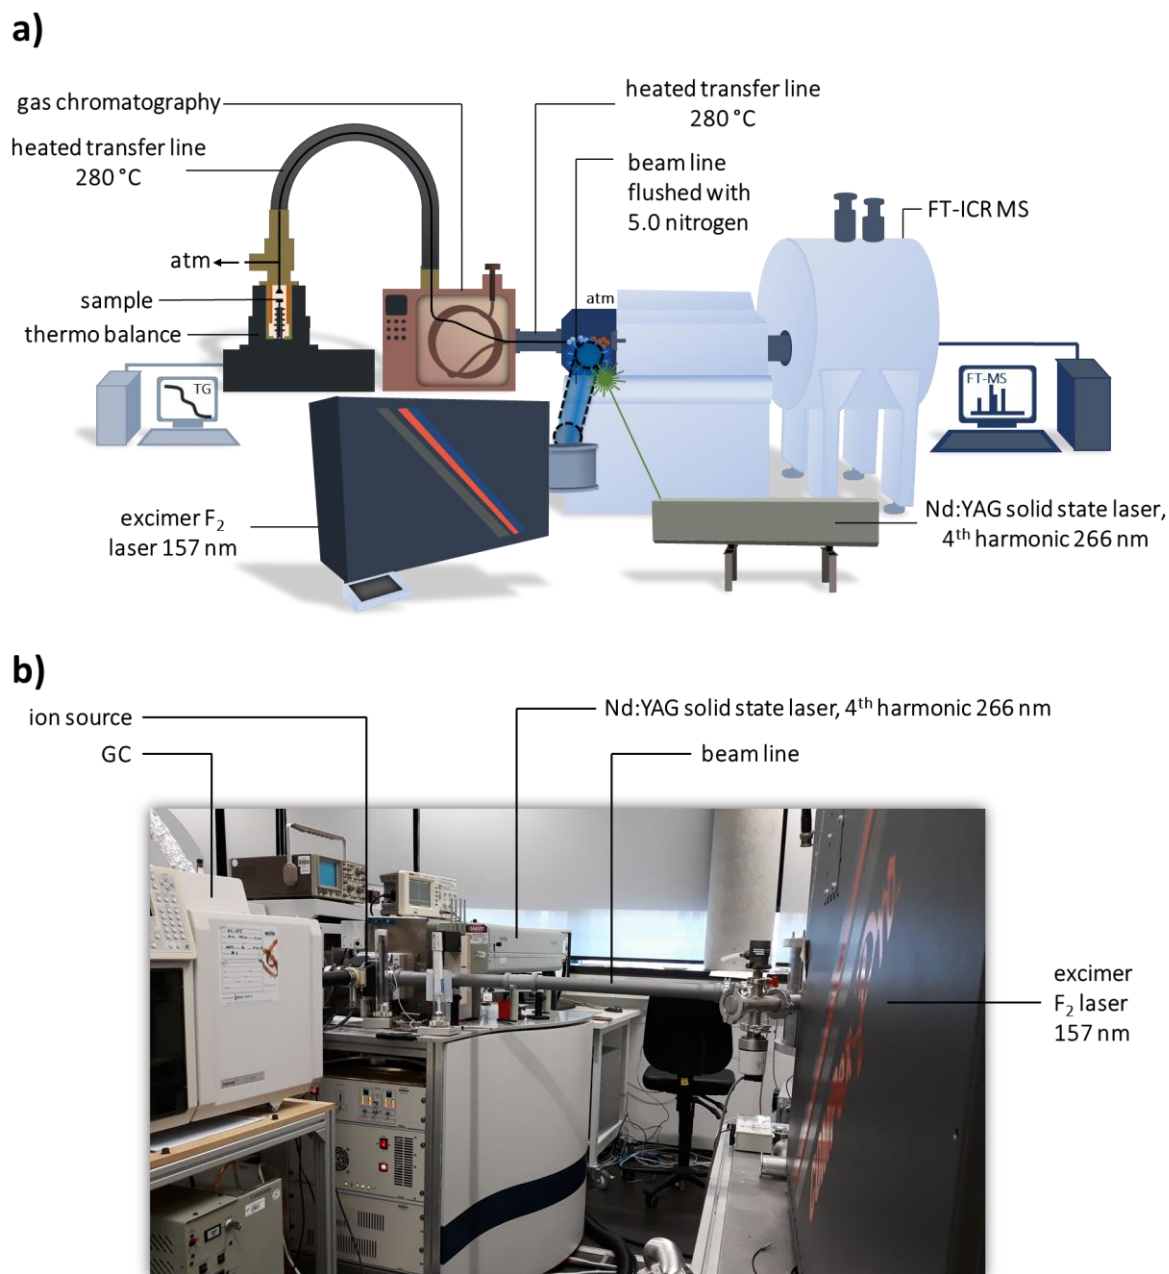 a)
gas chromatography
heated transfer line
280 °C
heated transfer line
280 °C
beam line
flushed with
5.0 nitrogen
FT-ICR MS
atm
sample
thermo balance
atm
TG
FT-MS
excimer F₂
laser 157 nm
Nd:YAG solid state laser,
4th harmonic 266 nm
b)
ion source
GC
Nd:YAG solid state laser, 4th harmonic 266 nm
beam line
excimer
F₂ laser
157 nm